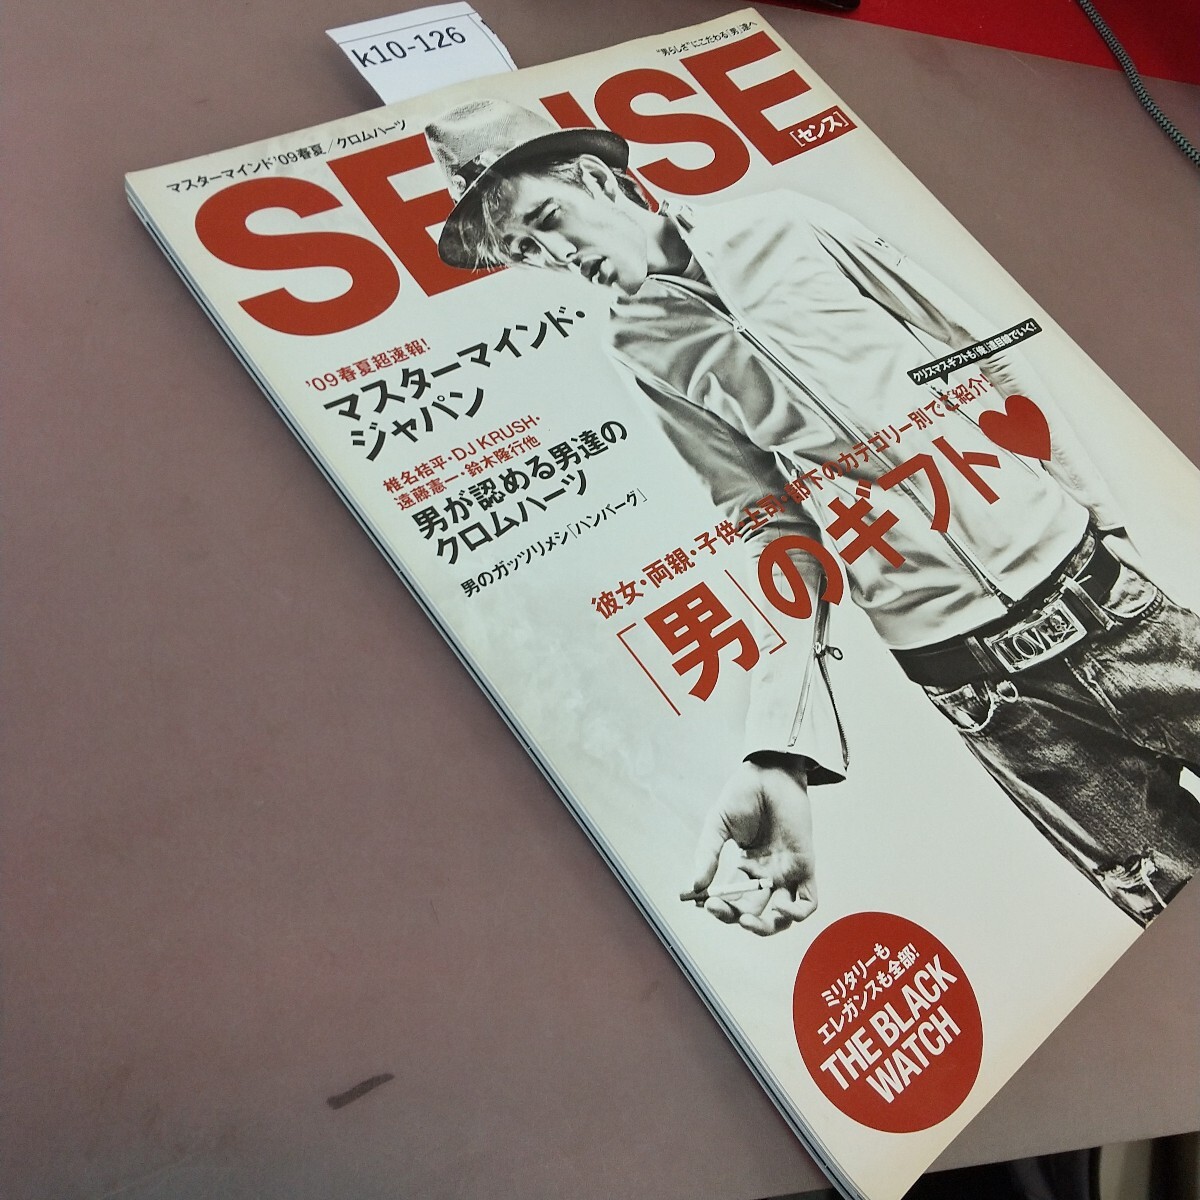 k10-126
"男らしさ"にこだわる「男」達へ
マスターマインド'09春夏/クロムハーツ
SENSE
[センス]
'09春夏超速報!
マスターマインド・
ジャパン
椎名桔平・DJ KRUSH・
遠藤憲一・鈴木隆行他
男が認める男達の
クロムハーツ
男のガッツリメシ「ハンバーグ」
クリスマスギフトも「俺」達目線でいく!
彼女・両親・子供・上司・部下のカテゴリー別でご紹介!
「男」のギフト♥
LOVE
ミリタリーも
エレガンスも全部!
THE BLACK
WATCH